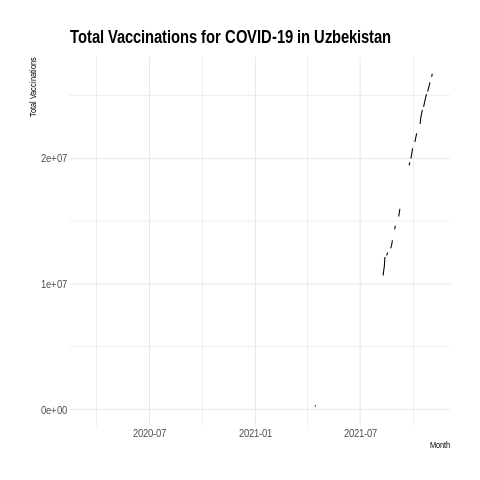 Total Vaccinations for COVID-19 in Uzbekistan
Total Vaccinations
2e+07
1e+07
0e+00
2020-07
2021-01
2021-07
Month